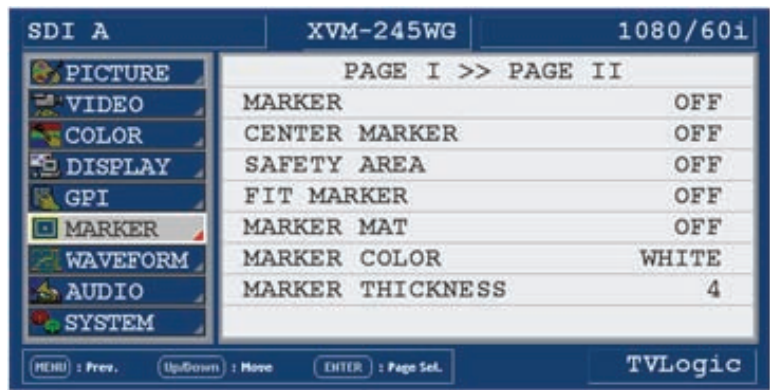 SDI A XVM-245WG 1080/60i
PICTURE
VIDEO
COLOR
DISPLAY
GPI
MARKER
WAVEFORM
AUDIO
SYSTEM
PAGE I >> PAGE II
MARKER OFF
CENTER MARKER OFF
SAFETY AREA OFF
FIT MARKER OFF
MARKER MAT OFF
MARKER COLOR WHITE
MARKER THICKNESS 4
MENU : Prev. Up/Down : Move ENTER : Page Sel. TVLogic